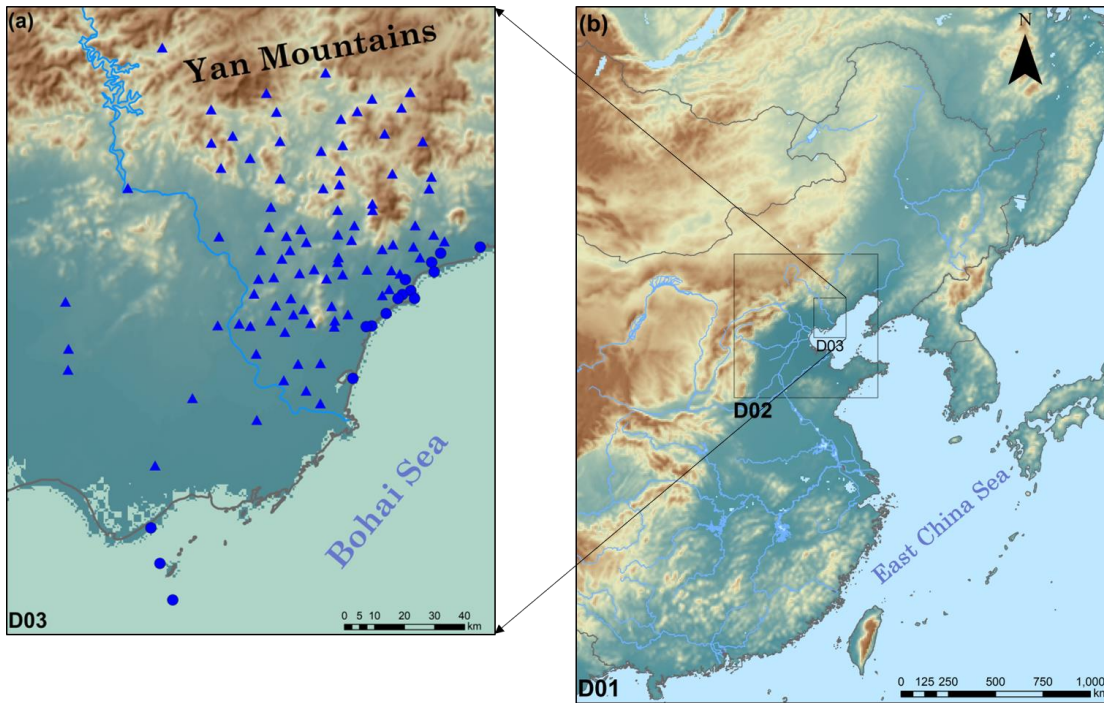 (a)
Yan Mountains
Bohai Sea
D03
0 5 10 20 30 40
km
(b)
N
D03
D02
East China Sea
D01
0 125 250 500 750 1,000
km